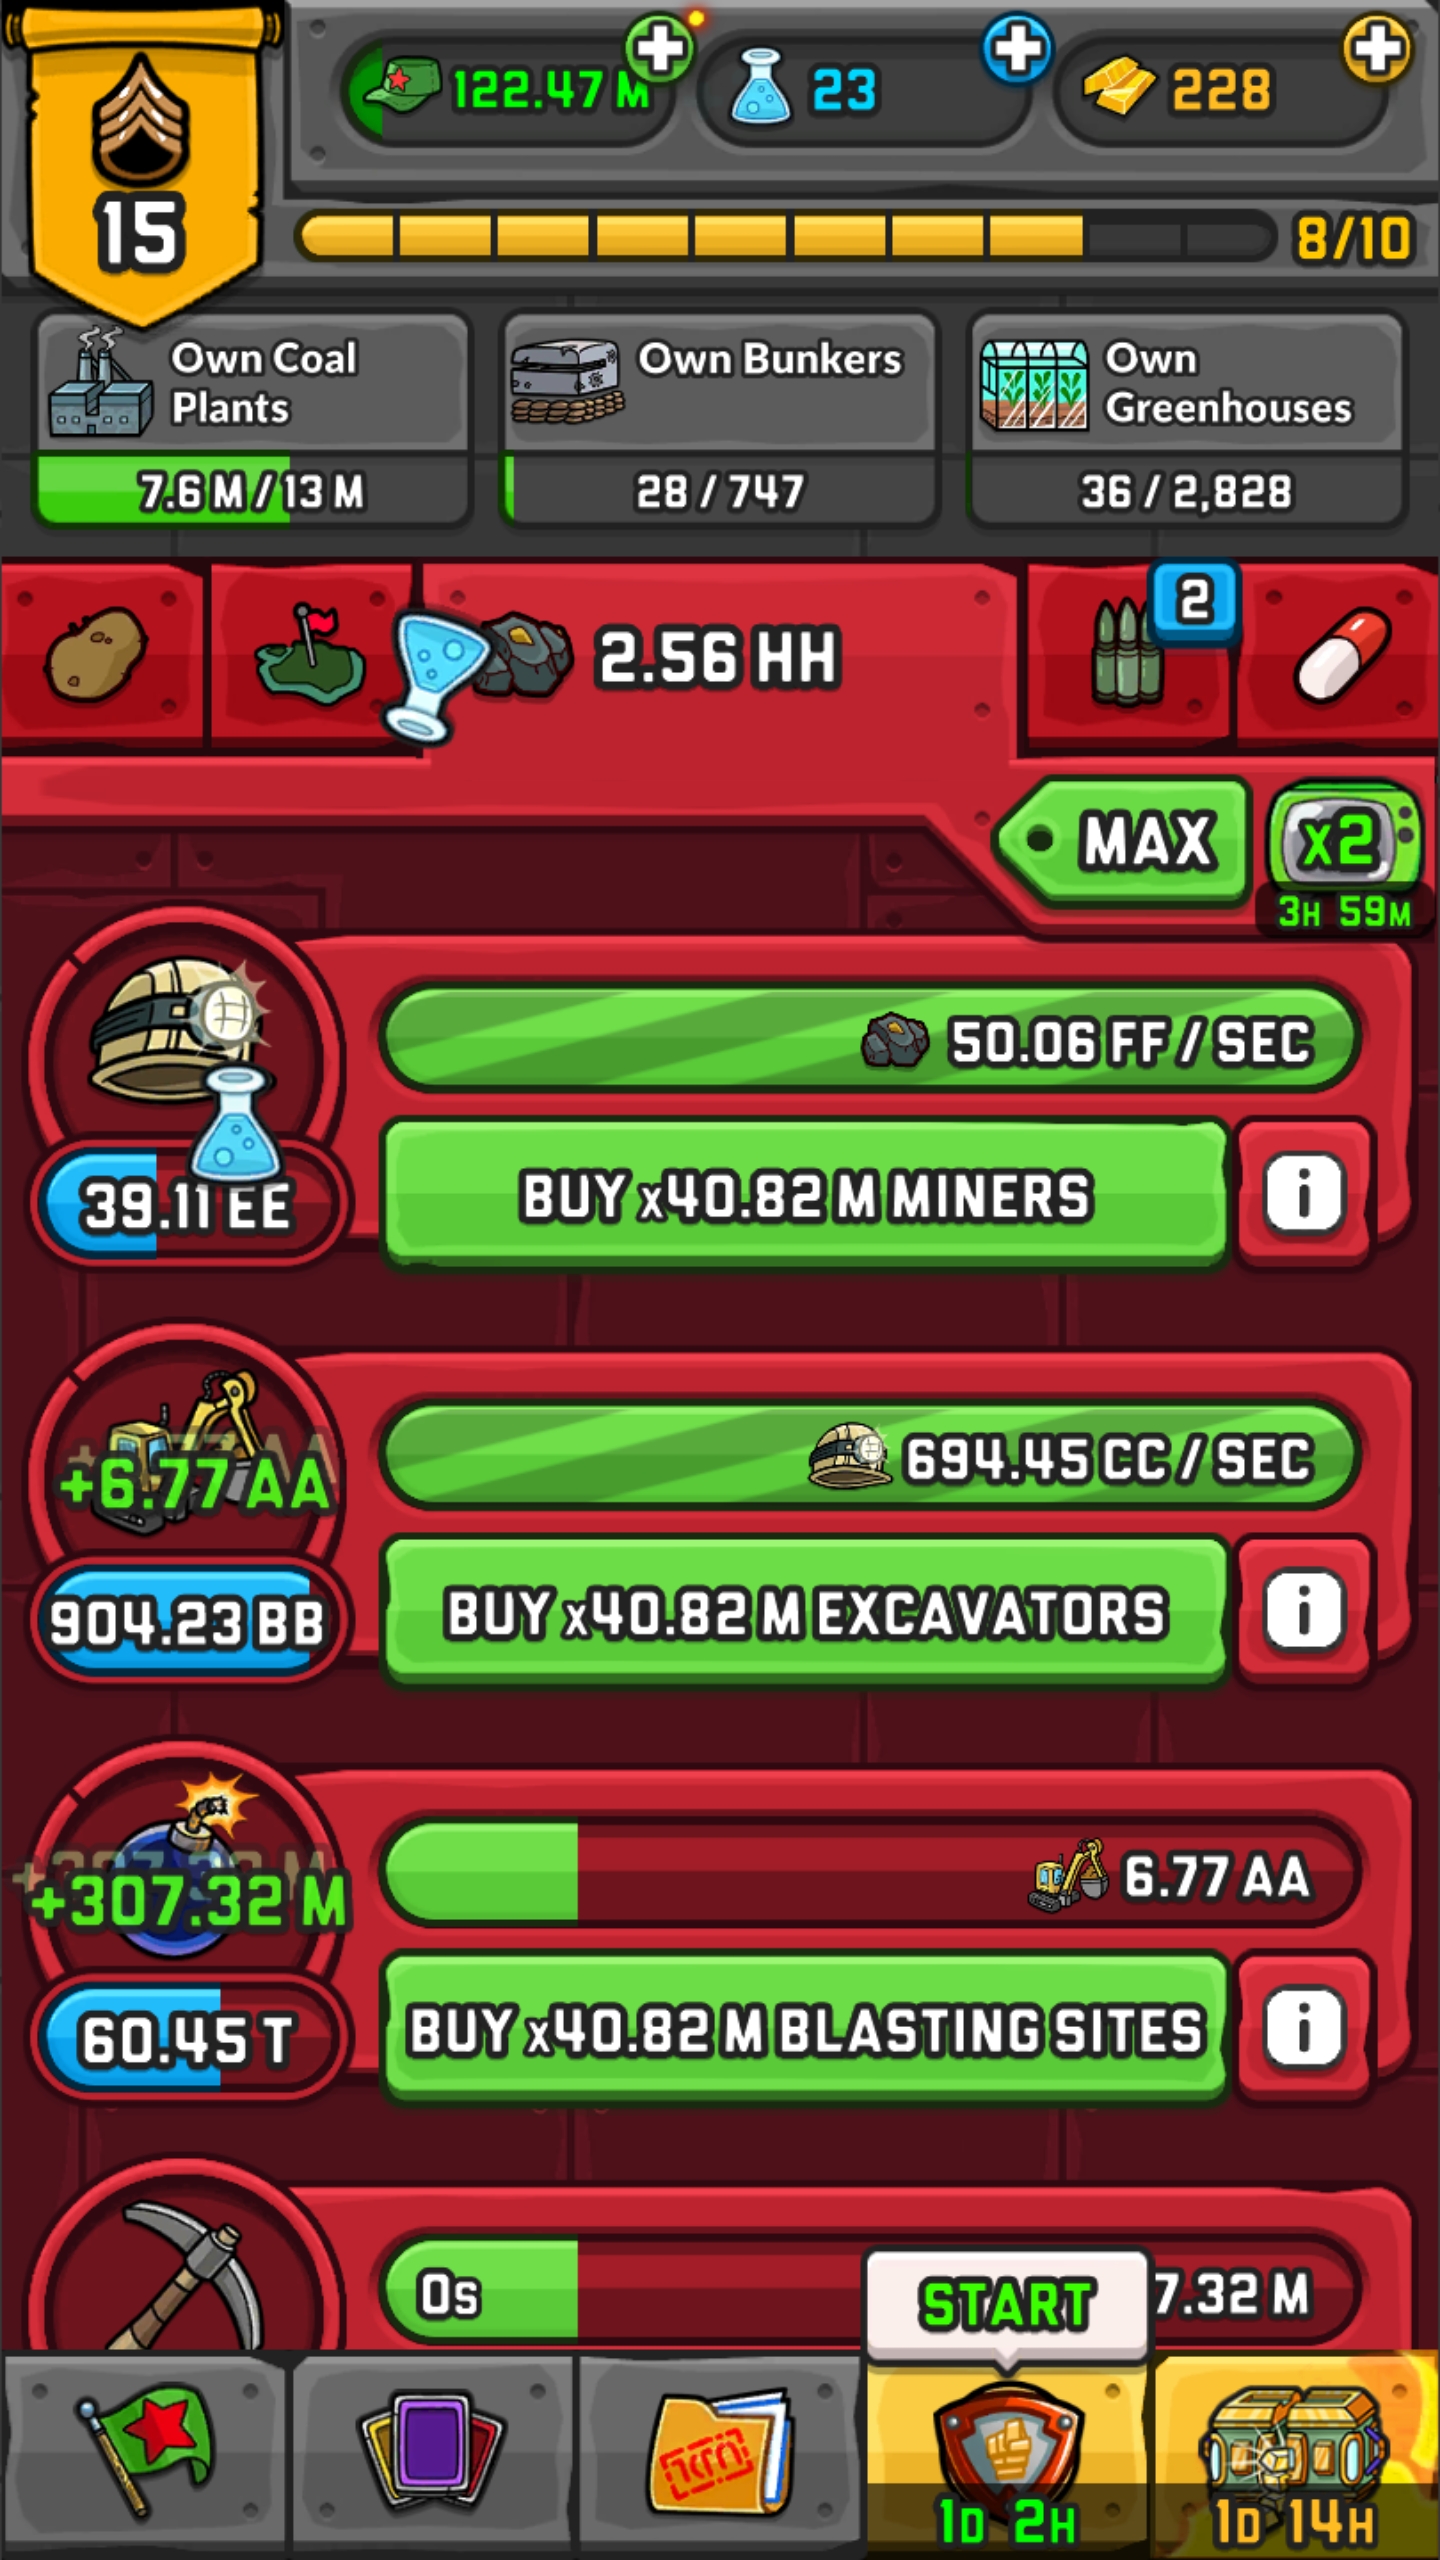 122.47 M
23
228
15
8/10
Own Coal
Plants
Own Bunkers
Own
Greenhouses
7.6 M / 13 M
28 / 747
36 / 2,828
2
2.56 HH
MAX
x2
3H 59M
50.06 FF / SEC
39.11 EE
BUY x40.82 M MINERS
i
694.45 CC / SEC
+6.77 AA
904.23 BB
BUY x40.82 M EXCAVATORS
i
6.77 AA
+307.32 M
60.45 T
BUY x40.82 M BLASTING SITES
i
0s
7.32 M
START
1D 2H
1D 14H